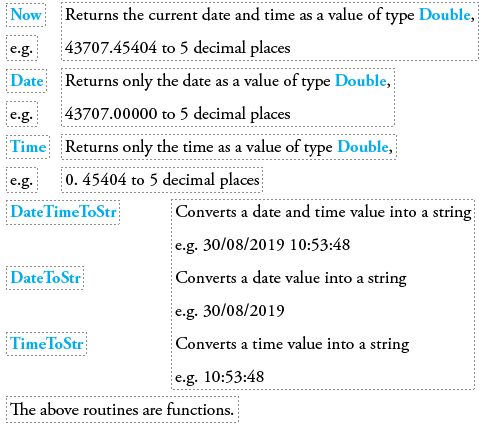 Now Returns the current date and time as a value of type Double,
e.g. 43707.45404 to 5 decimal places
Date Returns only the date as a value of type Double,
e.g. 43707.00000 to 5 decimal places
Time Returns only the time as a value of type Double,
e.g. 0. 45404 to 5 decimal places
DateTimeToStr Converts a date and time value into a string
e.g. 30/08/2019 10:53:48
DateToStr Converts a date value into a string
e.g. 30/08/2019
TimeToStr Converts a time value into a string
e.g. 10:53:48
The above routines are functions.